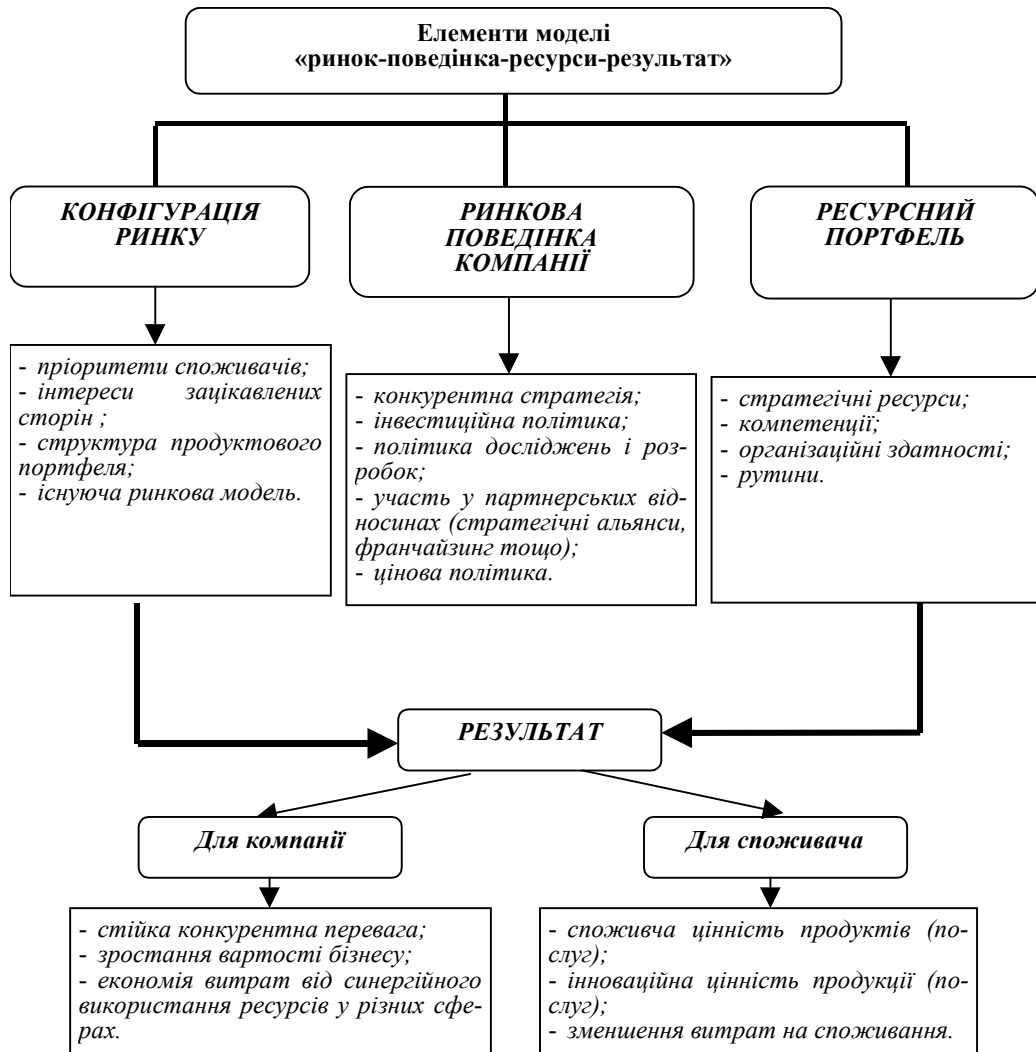 Елементи моделі
«ринок-поведінка-ресурси-результат»
КОНФІГУРАЦІЯ
РИНКУ
РИНКОВА
ПОВЕДІНКА
КОМПАНІЇ
РЕСУРСНИЙ
ПОРТФЕЛЬ
- пріоритети споживачів;
- інтереси зацікавлених
сторін ;
- структура продуктового
портфеля;
- існуюча ринкова модель.
- конкурентна стратегія;
- інвестиційна політика;
- політика досліджень і роз-
робок;
- участь у партнерських від-
носинах (стратегічні альянси,
франчайзинг тощо);
- цінова політика.
- стратегічні ресурси;
- компетенції;
- організаційні здатності;
- рутини.
РЕЗУЛЬТАТ
Для компанії
Для споживача
- стійка конкурентна перевага;
- зростання вартості бізнесу;
- економія витрат від синергійного
використання ресурсів у різних сфе-
рах.
- споживча цінність продуктів (по-
слуг);
- інноваційна цінність продукції (по-
слуг);
- зменшення витрат на споживання.